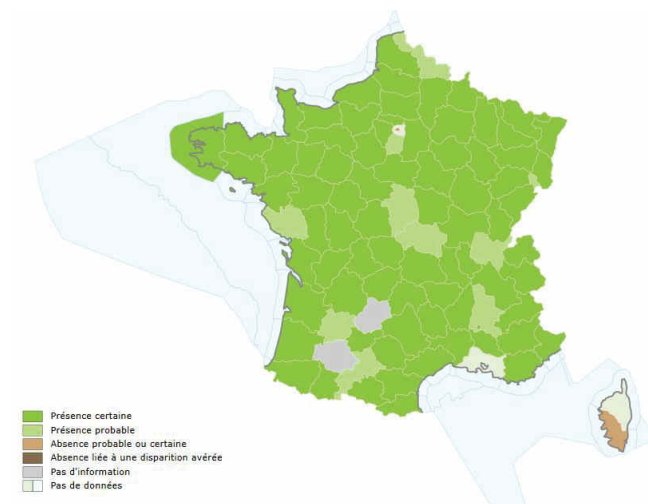 Présence certaine
Présence probable
Absence probable ou certaine
Absence liée à une disparition avérée
Pas d'information
Pas de données